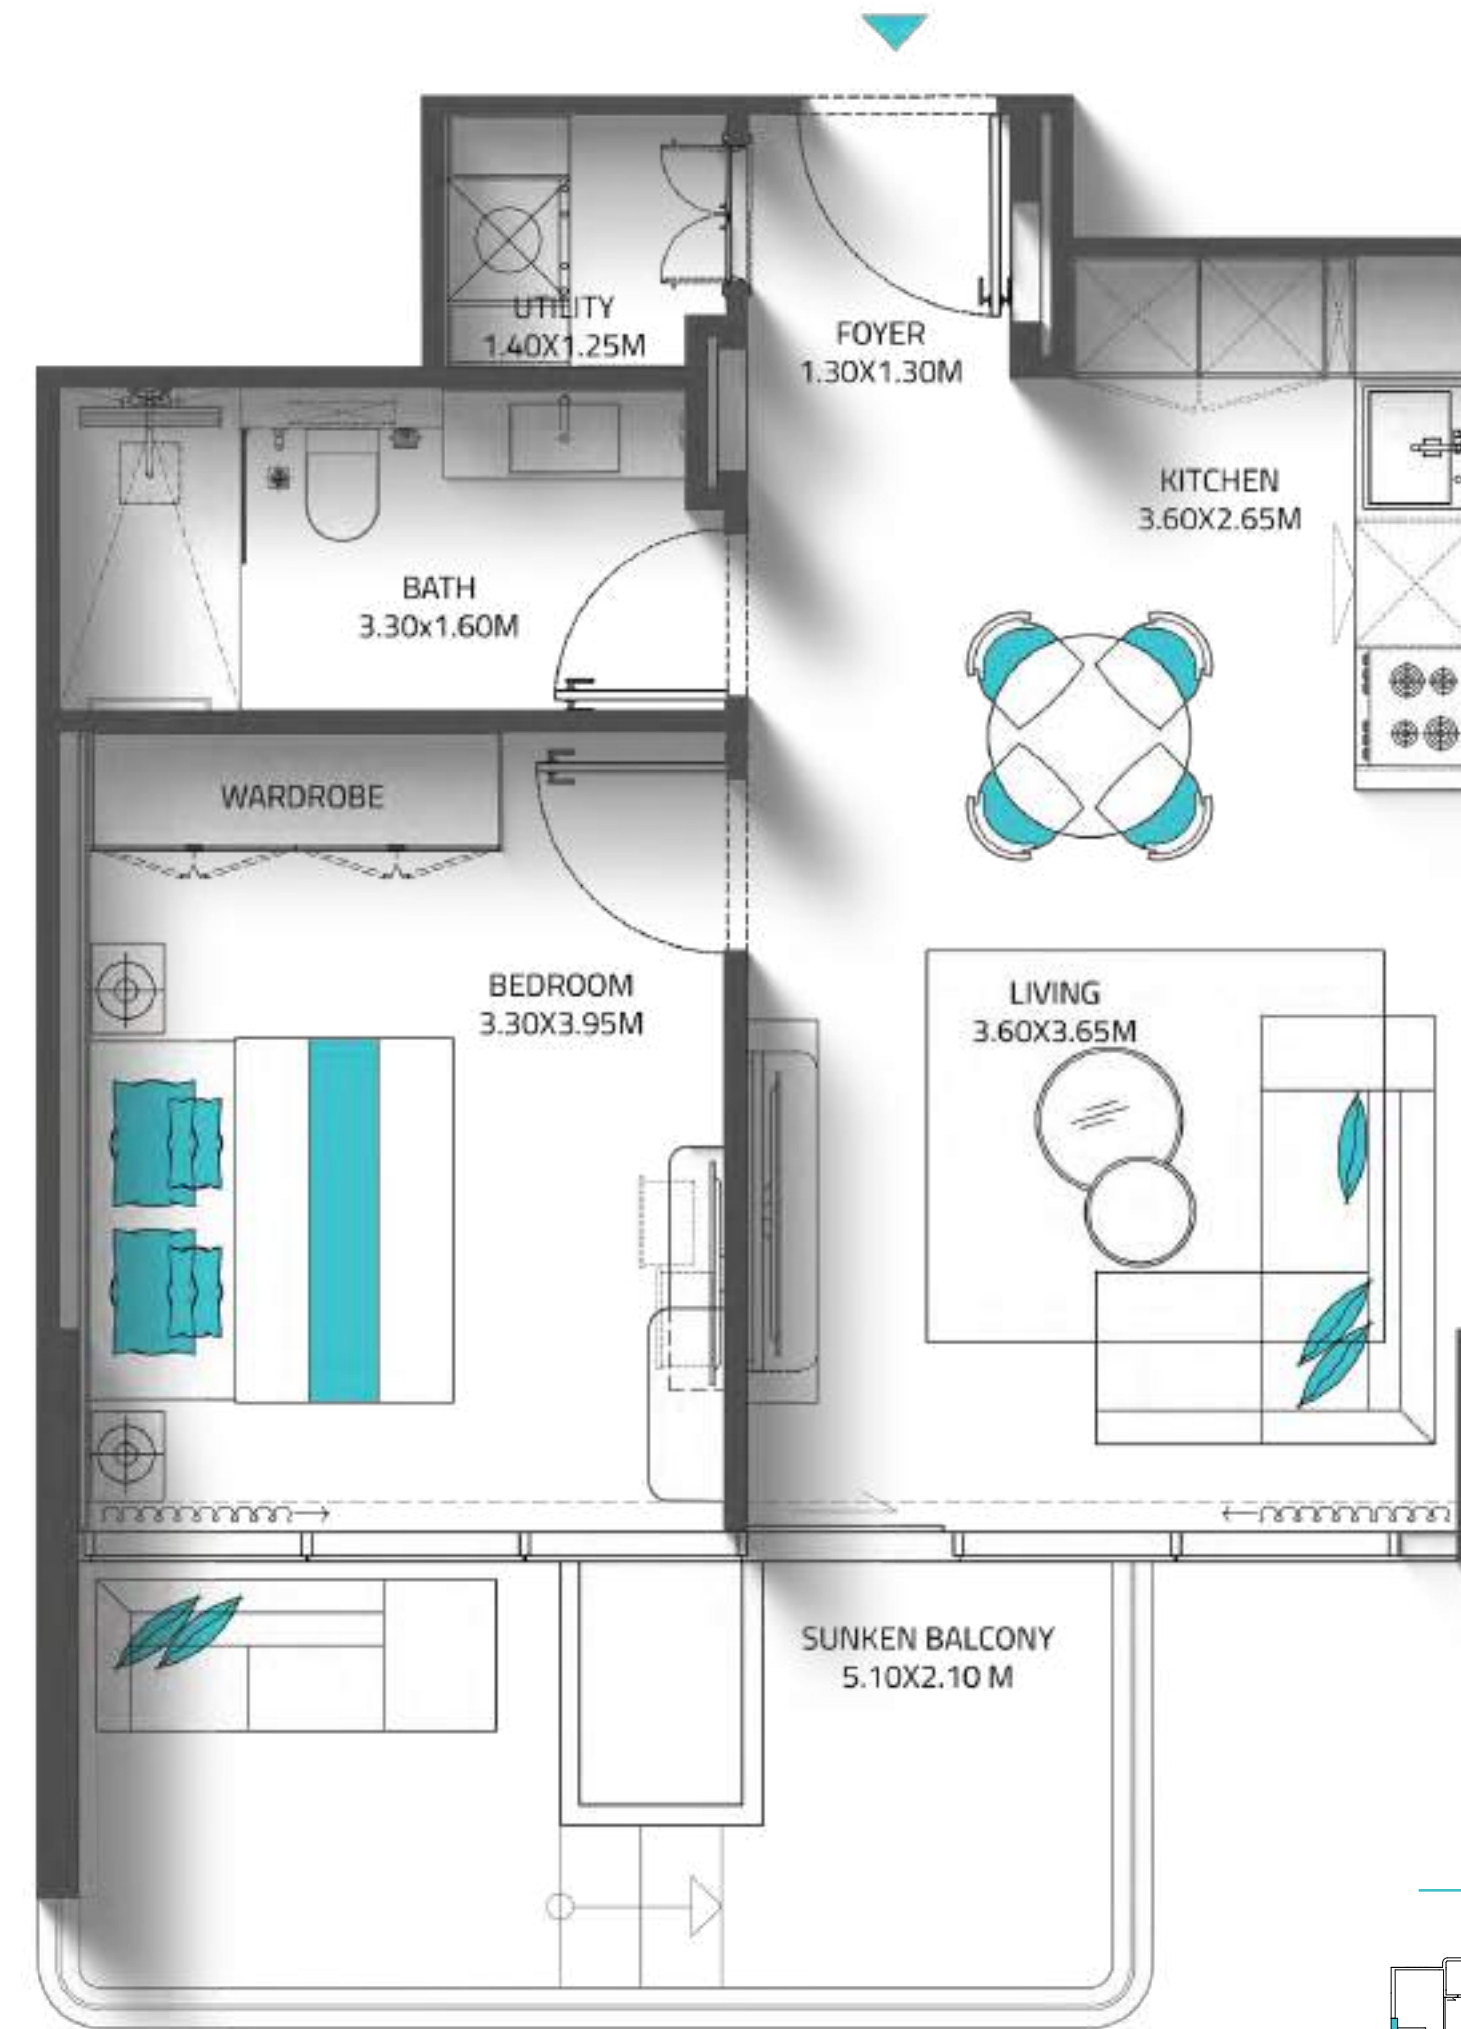 UTILITY
1.40X1.25M
FOYER
1.30X1.30M
KITCHEN
3.60X2.65M
BATH
3.30x1.60M
WARDROBE
BEDROOM
3.30X3.95M
LIVING
3.60X3.65M
SUNKEN BALCONY
5.10X2.10 M